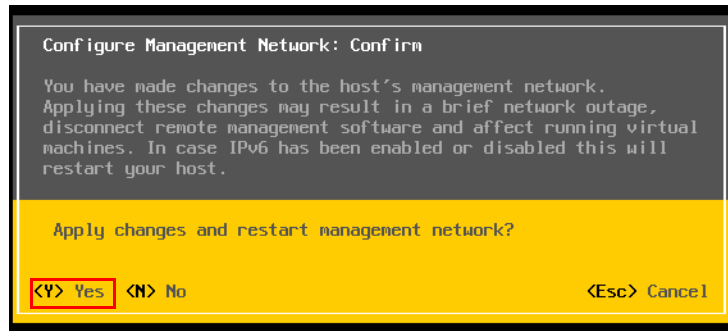 Configure Management Network: Confirm
You have made changes to the host's management network.
Applying these changes may result in a brief network outage,
disconnect remote management software and affect running virtual
machines. In case IPv6 has been enabled or disabled this will
restart your host.
Apply changes and restart management network?
<Y> Yes <N> No <Esc> Cancel